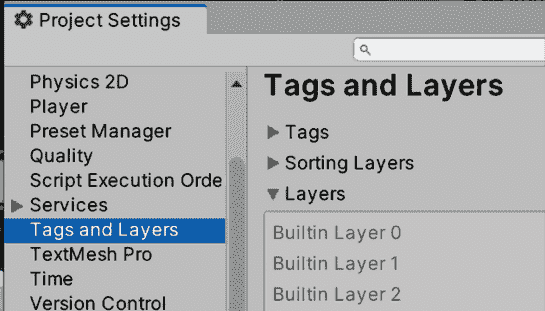 Project Settings
Physics 2D
Player
Preset Manager
Quality
Script Execution Orde
Services
Tags and Layers
TextMesh Pro
Time
Version Control
Tags and Layers
Tags
Sorting Layers
Layers
Builtin Layer 0
Builtin Layer 1
Builtin Layer 2